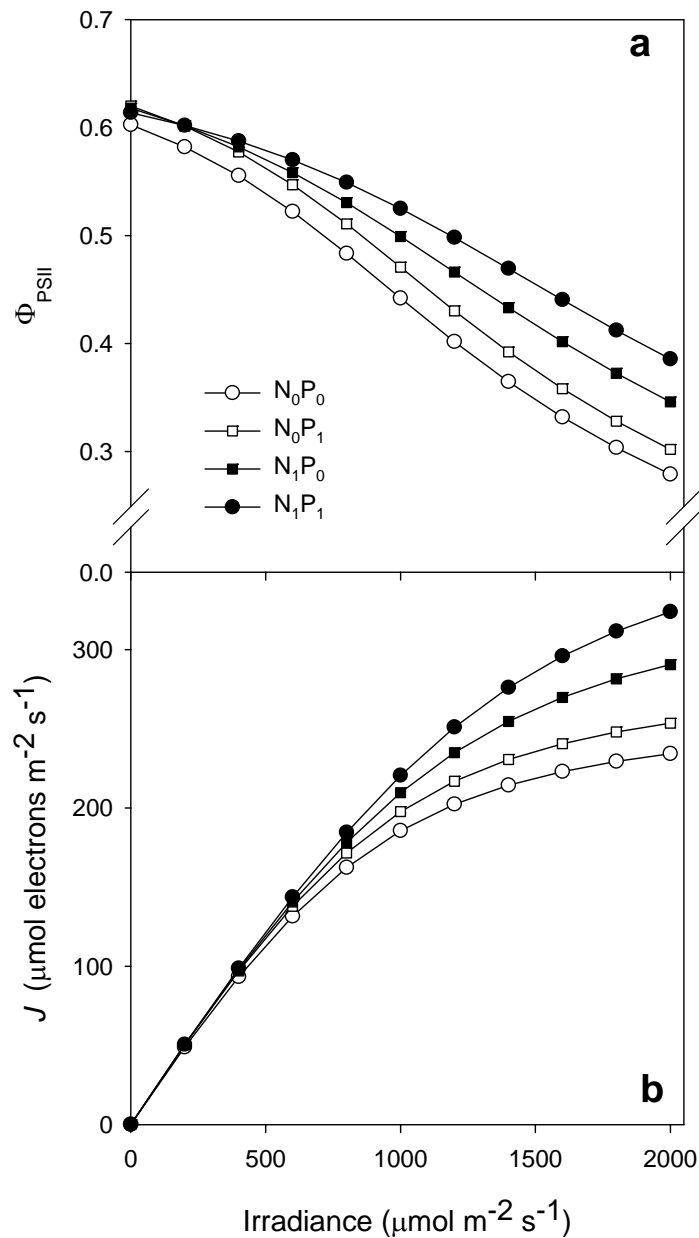 0.7
a
0.6
0.5
Φ_PSII
0.4
N₀P₀
N₀P₁
N₁P₀
N₁P₁
0.3
0.0
300
200
J (μmol electrons m⁻² s⁻¹)
100
0
b
0 500 1000 1500 2000
Irradiance (μmol m⁻² s⁻¹)